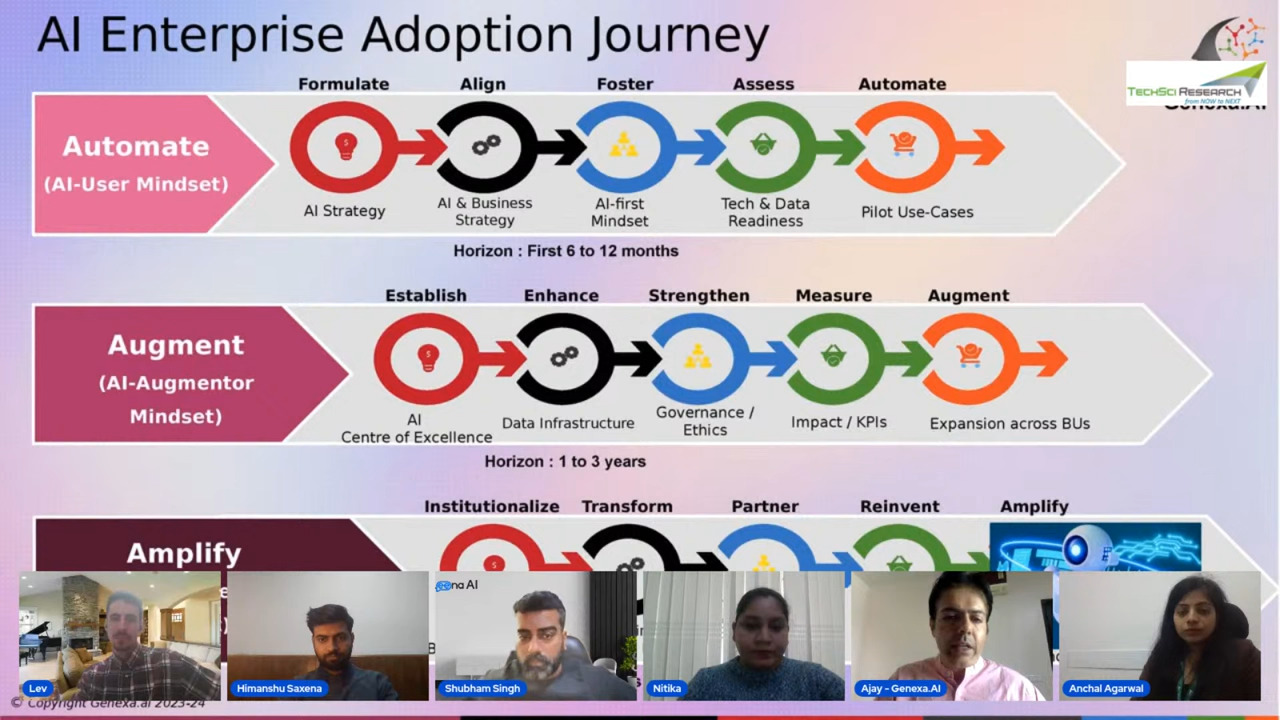 AI Enterprise Adoption Journey
TECHSCI RESEARCH
from NOW to NEXT
Genexa.AI
Formulate Align Foster Assess Automate
Automate
(AI-User Mindset)
AI Strategy
AI & Business
Strategy
AI-first
Mindset
Tech & Data
Readiness
Pilot Use-Cases
Horizon : First 6 to 12 months
Establish Enhance Strengthen Measure Augment
Augment
(AI-Augmentor
Mindset)
AI
Centre of Excellence
Data Infrastructure
Governance /
Ethics
Impact / KPIs
Expansion across BUs
Horizon : 1 to 3 years
Institutionalize Transform Partner Reinvent Amplify
Amplify
na AI
Lev
Himanshu Saxena
Shubham Singh
Nitika
Ajay - Genexa.AI
Anchal Agarwal
© Copyright Genexa.ai 2023-24